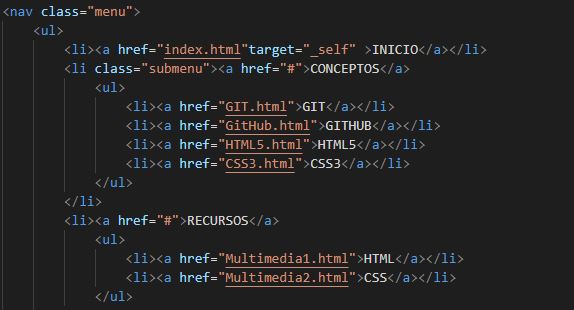 <nav class="menu">
<ul>
<li><a href="index.html"target="_self" >INICIO</a></li>
<li class="submenu"><a href="#">CONCEPTOS</a>
<ul>
<li><a href="GIT.html">GIT</a></li>
<li><a href="GitHub.html">GITHUB</a></li>
<li><a href="HTML5.html">HTML5</a></li>
<li><a href="CSS3.html">CSS3</a></li>
</ul>
</li>
<li><a href="#">RECURSOS</a>
<ul>
<li><a href="Multimedia1.html">HTML</a></li>
<li><a href="Multimedia2.html">CSS</a></li>
</ul>